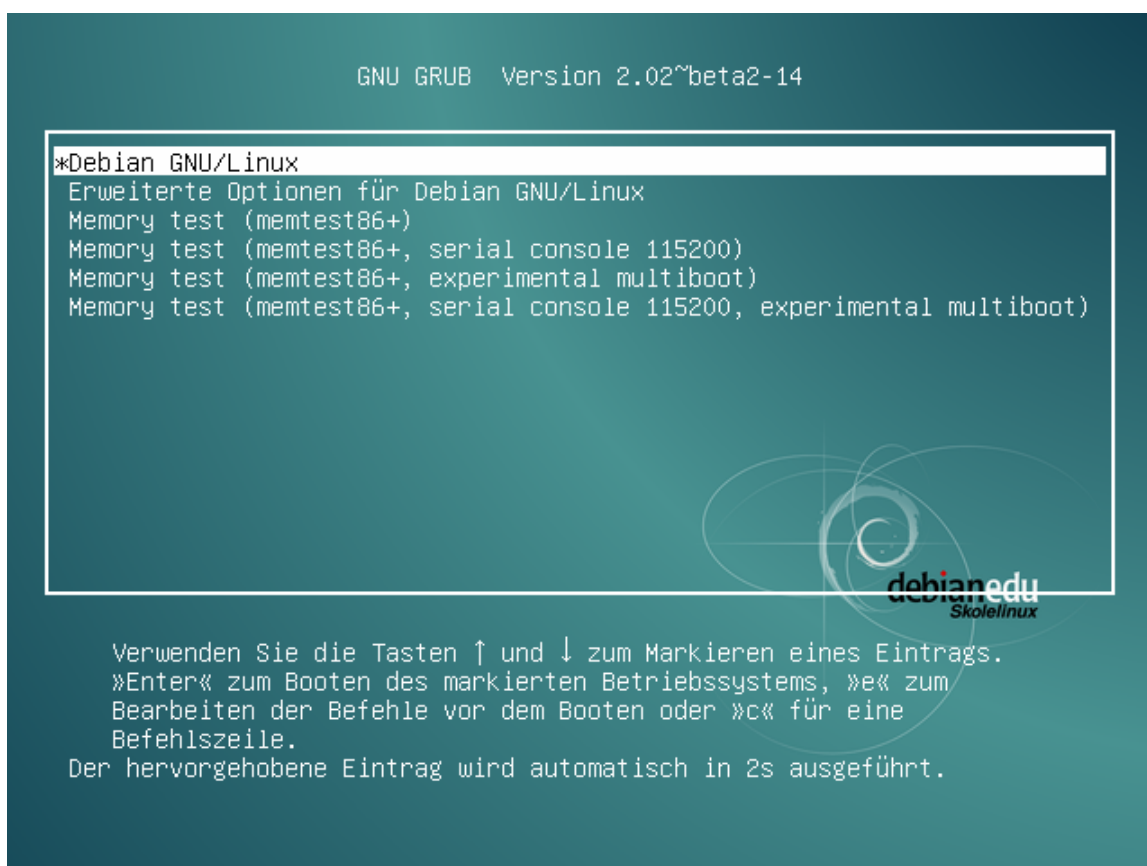 GNU GRUB  Version 2.02~beta2-14
*Debian GNU/Linux
Erweiterte Optionen für Debian GNU/Linux
Memory test (memtest86+)
Memory test (memtest86+, serial console 115200)
Memory test (memtest86+, experimental multiboot)
Memory test (memtest86+, serial console 115200, experimental multiboot)
debianedu
Skolelinux
Verwenden Sie die Tasten ↑ und ↓ zum Markieren eines Eintrags.
»Enter« zum Booten des markierten Betriebssystems, »e« zum
Bearbeiten der Befehle vor dem Booten oder »c« für eine
Befehlszeile.
Der hervorgehobene Eintrag wird automatisch in 2s ausgeführt.